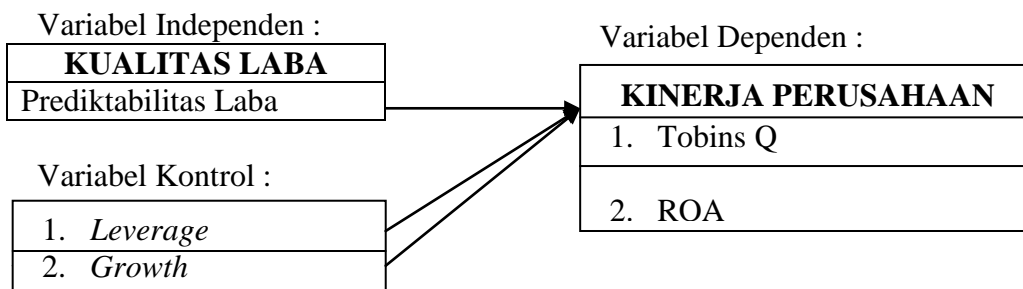 Variabel Independen :
KUALITAS LABA
Prediktabilitas Laba
Variabel Kontrol :
1. Leverage
2. Growth
Variabel Dependen :
KINERJA PERUSAHAAN
1. Tobins Q
2. ROA